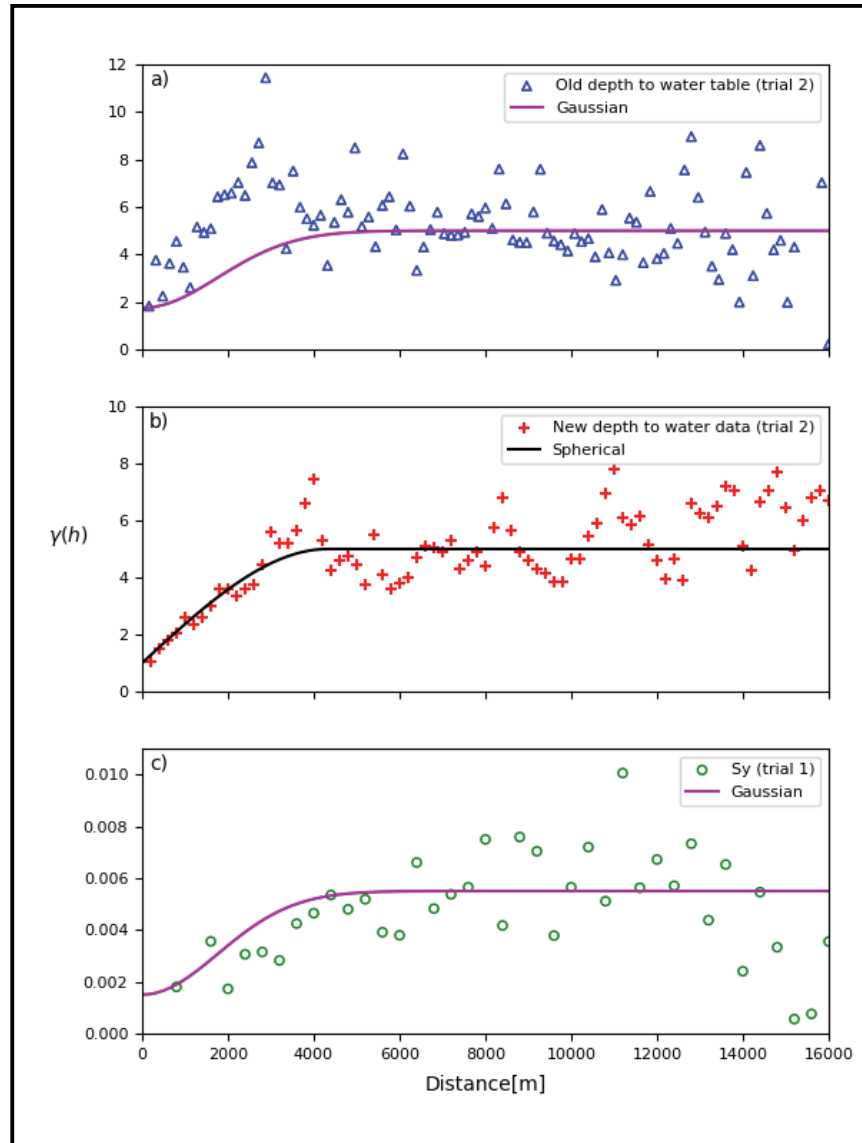 a)
12
10
8
6
4
2
0
Old depth to water table (trial 2)
Gaussian
b)
10
8
6
4
2
0
New depth to water data (trial 2)
Spherical
γ(h)
c)
0.010
0.008
0.006
0.004
0.002
0.000
Sy (trial 1)
Gaussian
0 2000 4000 6000 8000 10000 12000 14000 16000
Distance[m]